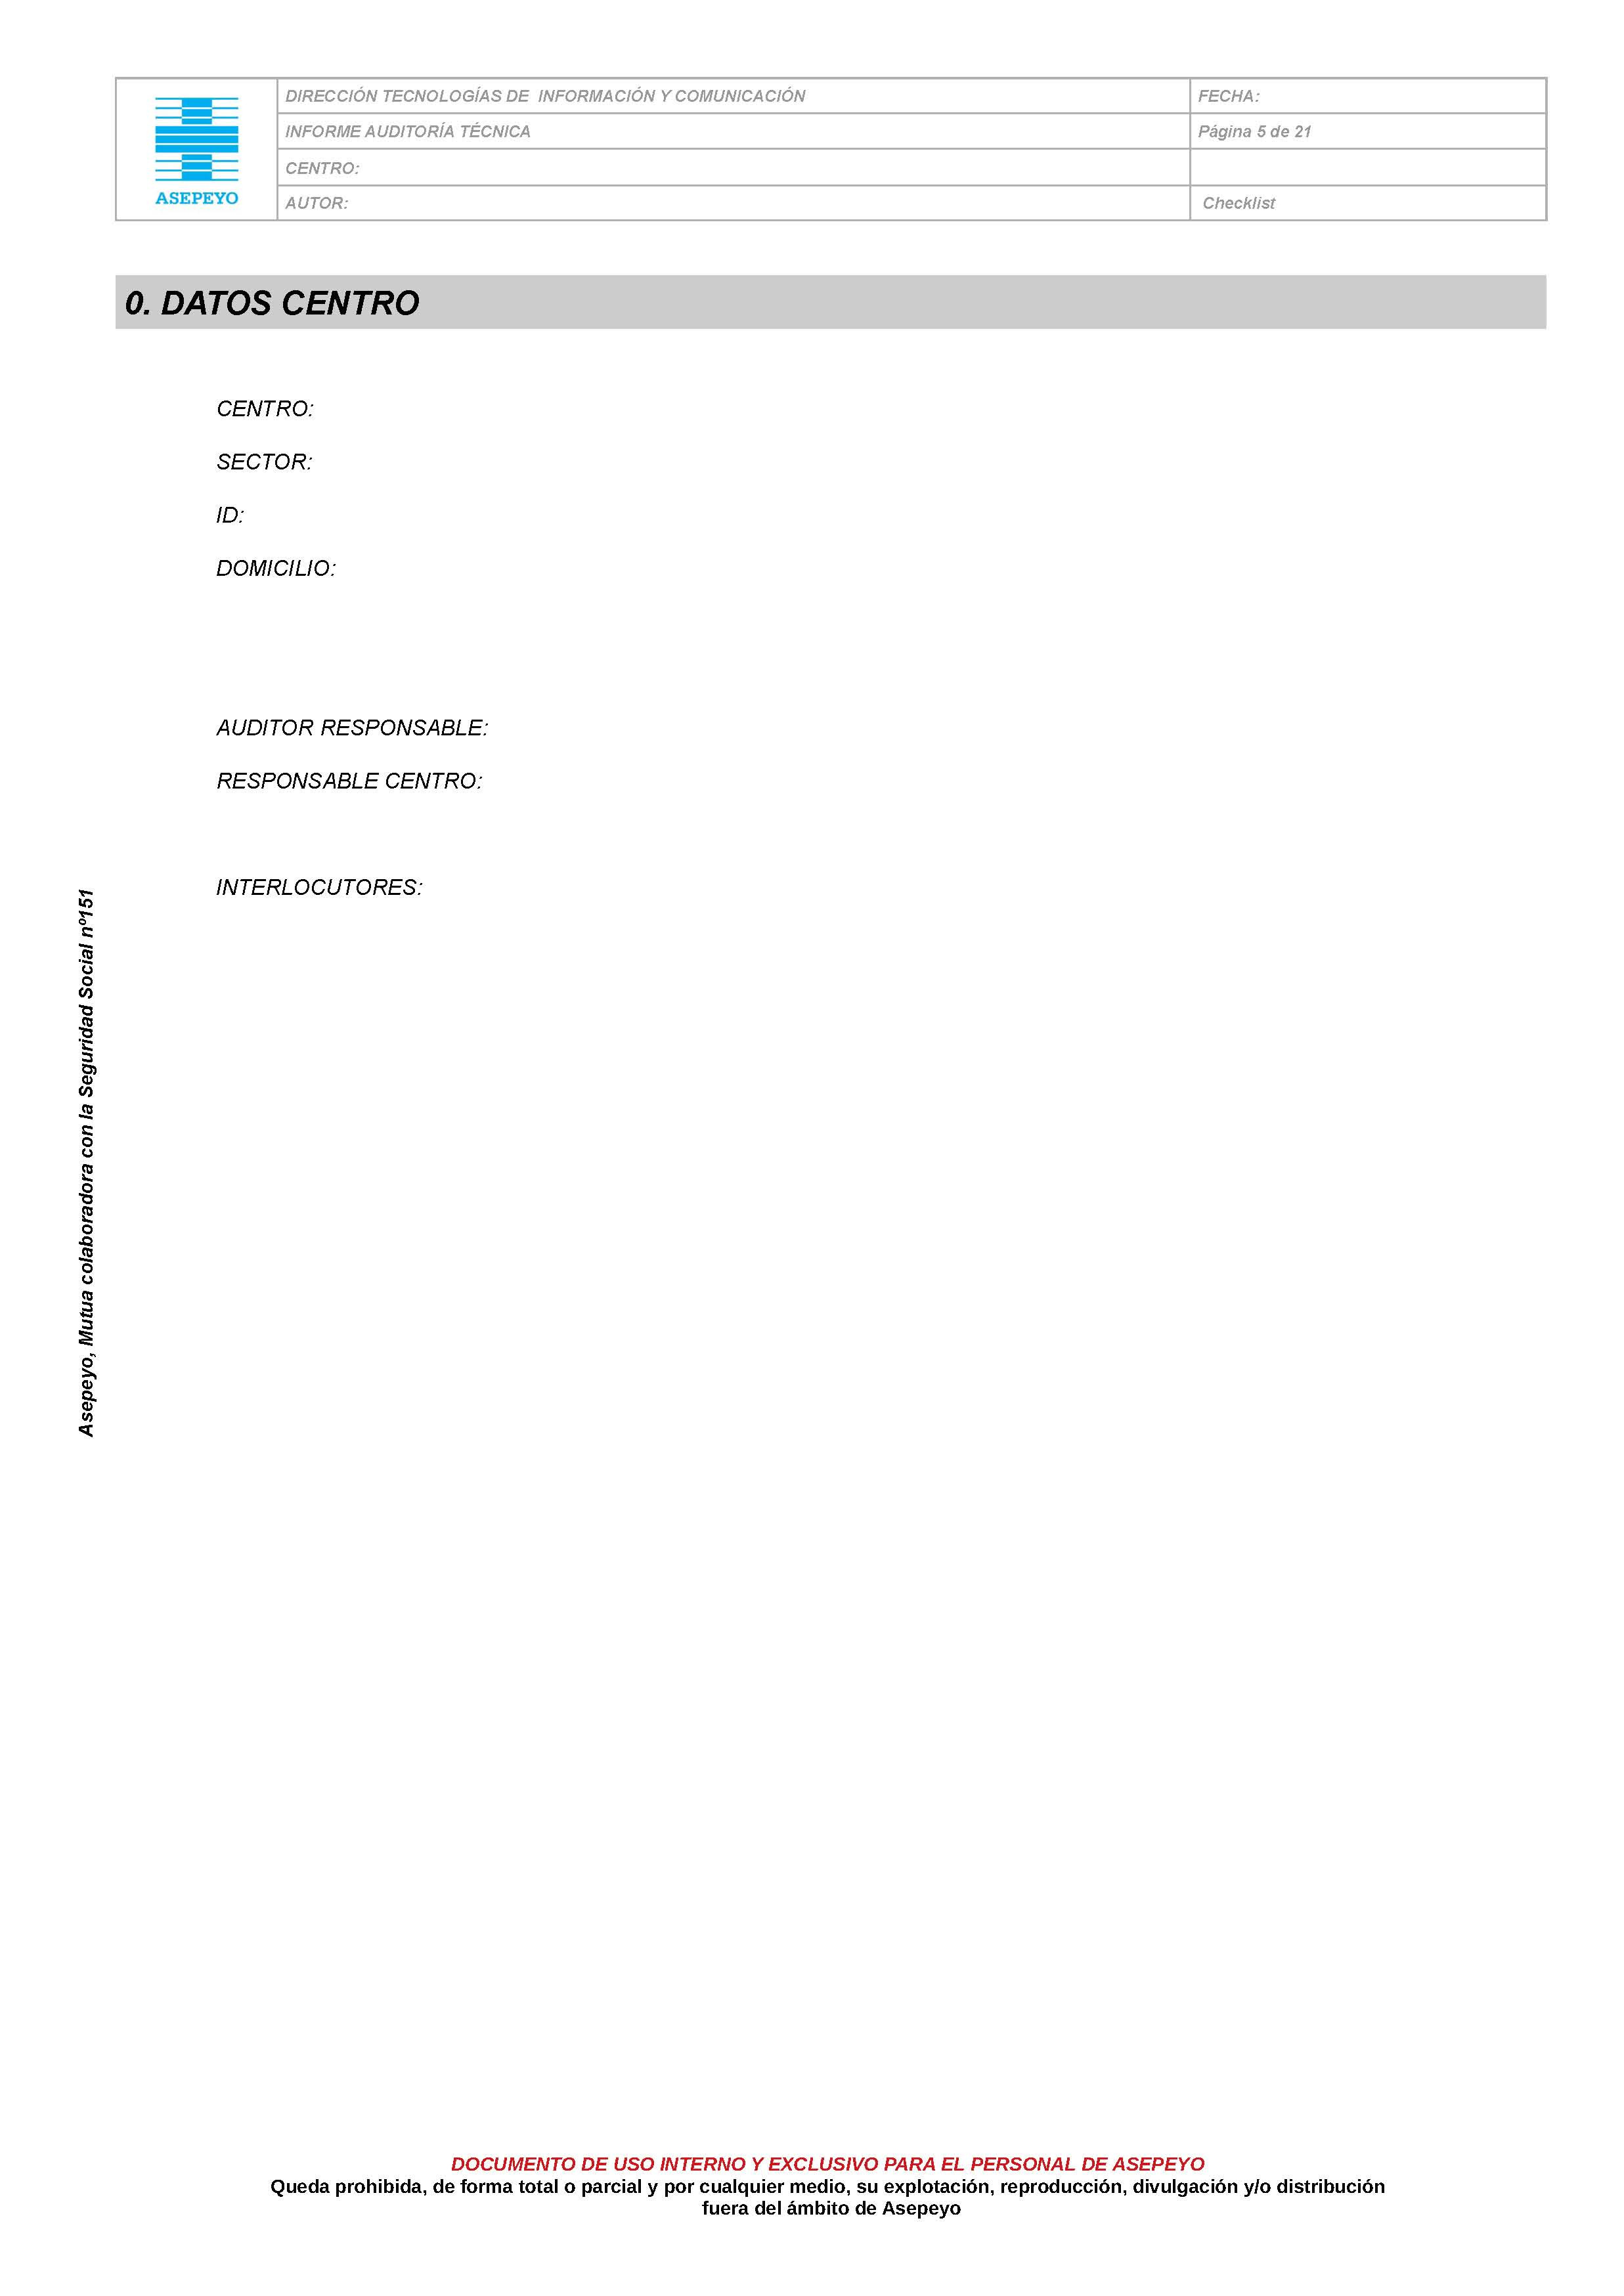 DIRECCIÓN TECNOLOGÍAS DE INFORMACIÓN Y COMUNICACIÓN
FECHA:
INFORME AUDITORÍA TÉCNICA
Página 5 de 21
CENTRO:
ASEPEYO
AUTOR:
Checklist
0. DATOS CENTRO
CENTRO:
SECTOR:
ID:
DOMICILIO:
AUDITOR RESPONSABLE:
RESPONSABLE CENTRO:
INTERLOCUTORES:
Asepeyo, Mutua colaboradora con la Seguridad Social nº151
DOCUMENTO DE USO INTERNO Y EXCLUSIVO PARA EL PERSONAL DE ASEPEYO
Queda prohibida, de forma total o parcial y por cualquier medio, su explotación, reproducción, divulgación y/o distribución
fuera del ámbito de Asepeyo